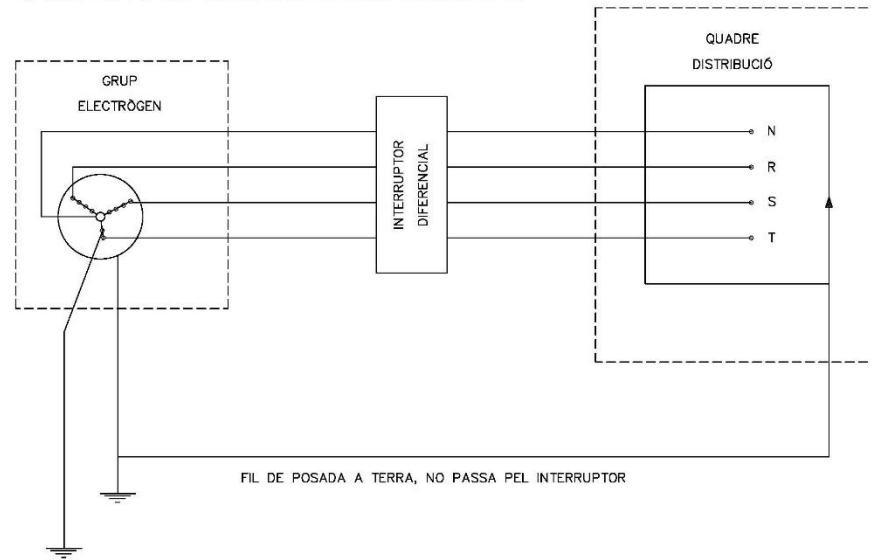 QUADRE
DISTRIBUCIÓ
GRUP
ELECTRÒGEN
INTERRUPTOR
DIFERENCIAL
N
R
S
T
FIL DE POSADA A TERRA, NO PASSA PEL INTERRUPTOR